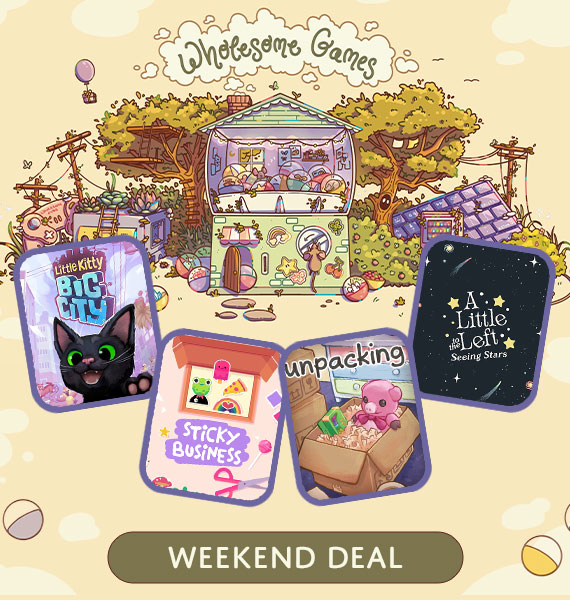 Wholesome Games
Little Kitty
BIG
CITY
STICKY
BUSINESS
unpacking
A
Little
to the Left
Seeing Stars
WEEKEND DEAL